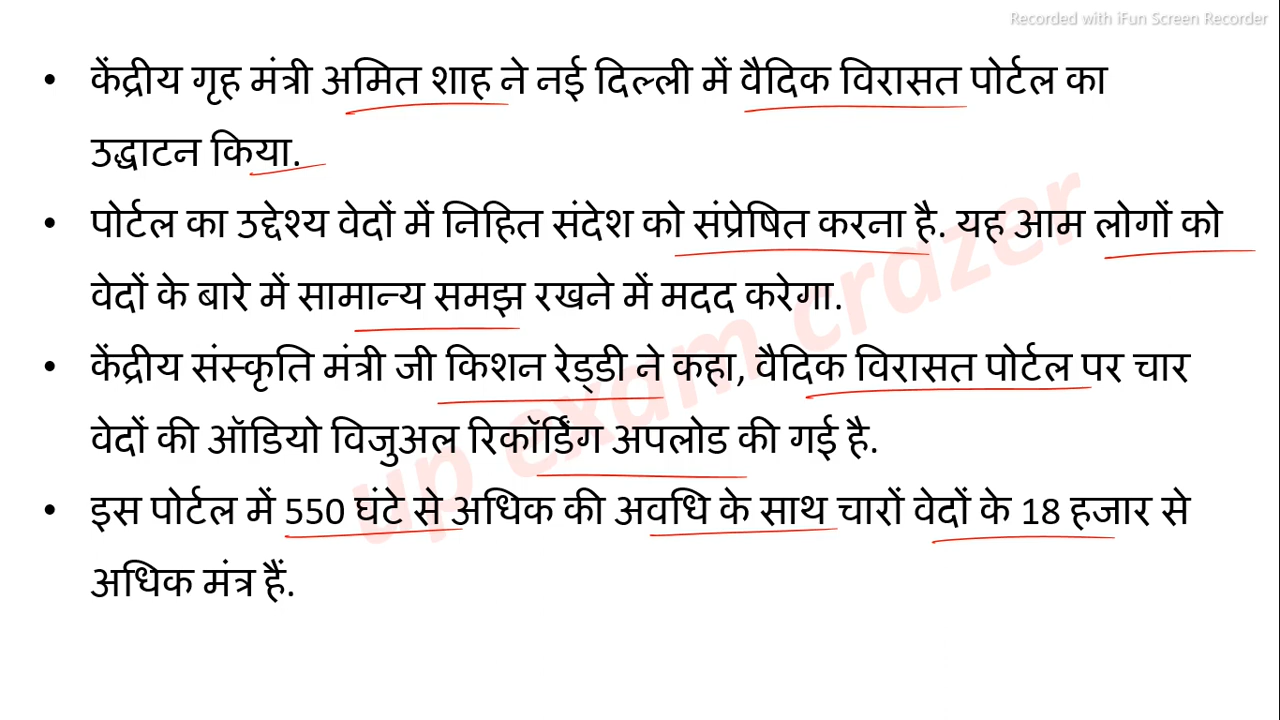 Recorded with iFun Screen Recorder
• केंद्रीय गृह मंत्री अमित शाह ने नई दिल्ली में वैदिक विरासत पोर्टल का
उद्घाटन किया.
• पोर्टल का उद्देश्य वेदों में निहित संदेश को संप्रेषित करना है. यह आम लोगों को
वेदों के बारे में सामान्य समझ रखने में मदद करेगा.
• केंद्रीय संस्कृति मंत्री जी किशन रेड्डी ने कहा, वैदिक विरासत पोर्टल पर चार
वेदों की ऑडियो विजुअल रिकॉर्डिंग अपलोड की गई है.
• इस पोर्टल में 550 घंटे से अधिक की अवधि के साथ चारों वेदों के 18 हजार से
अधिक मंत्र हैं.
up exam crazer